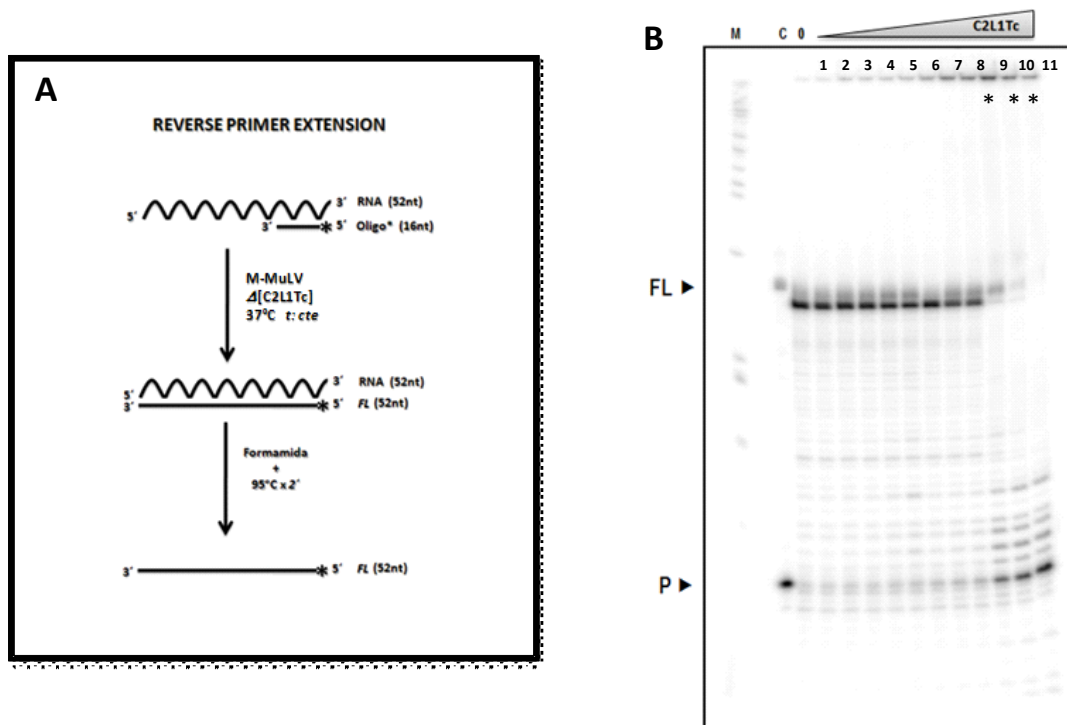 A
REVERSE PRIMER EXTENSION
3´ RNA (52nt)
5´
3´ 5´ Oligo* (16nt)
M-MuLV
Δ[C2L1Tc]
37ºC t: cte
3´ RNA (52nt)
5´
3´ 5´ FL (52nt)
Formamida
+
95°C x 2´
3´ 5´ FL (52nt)
B
M C 0 C2L1Tc
1 2 3 4 5 6 7 8 9 10 11
* * *
FL
P